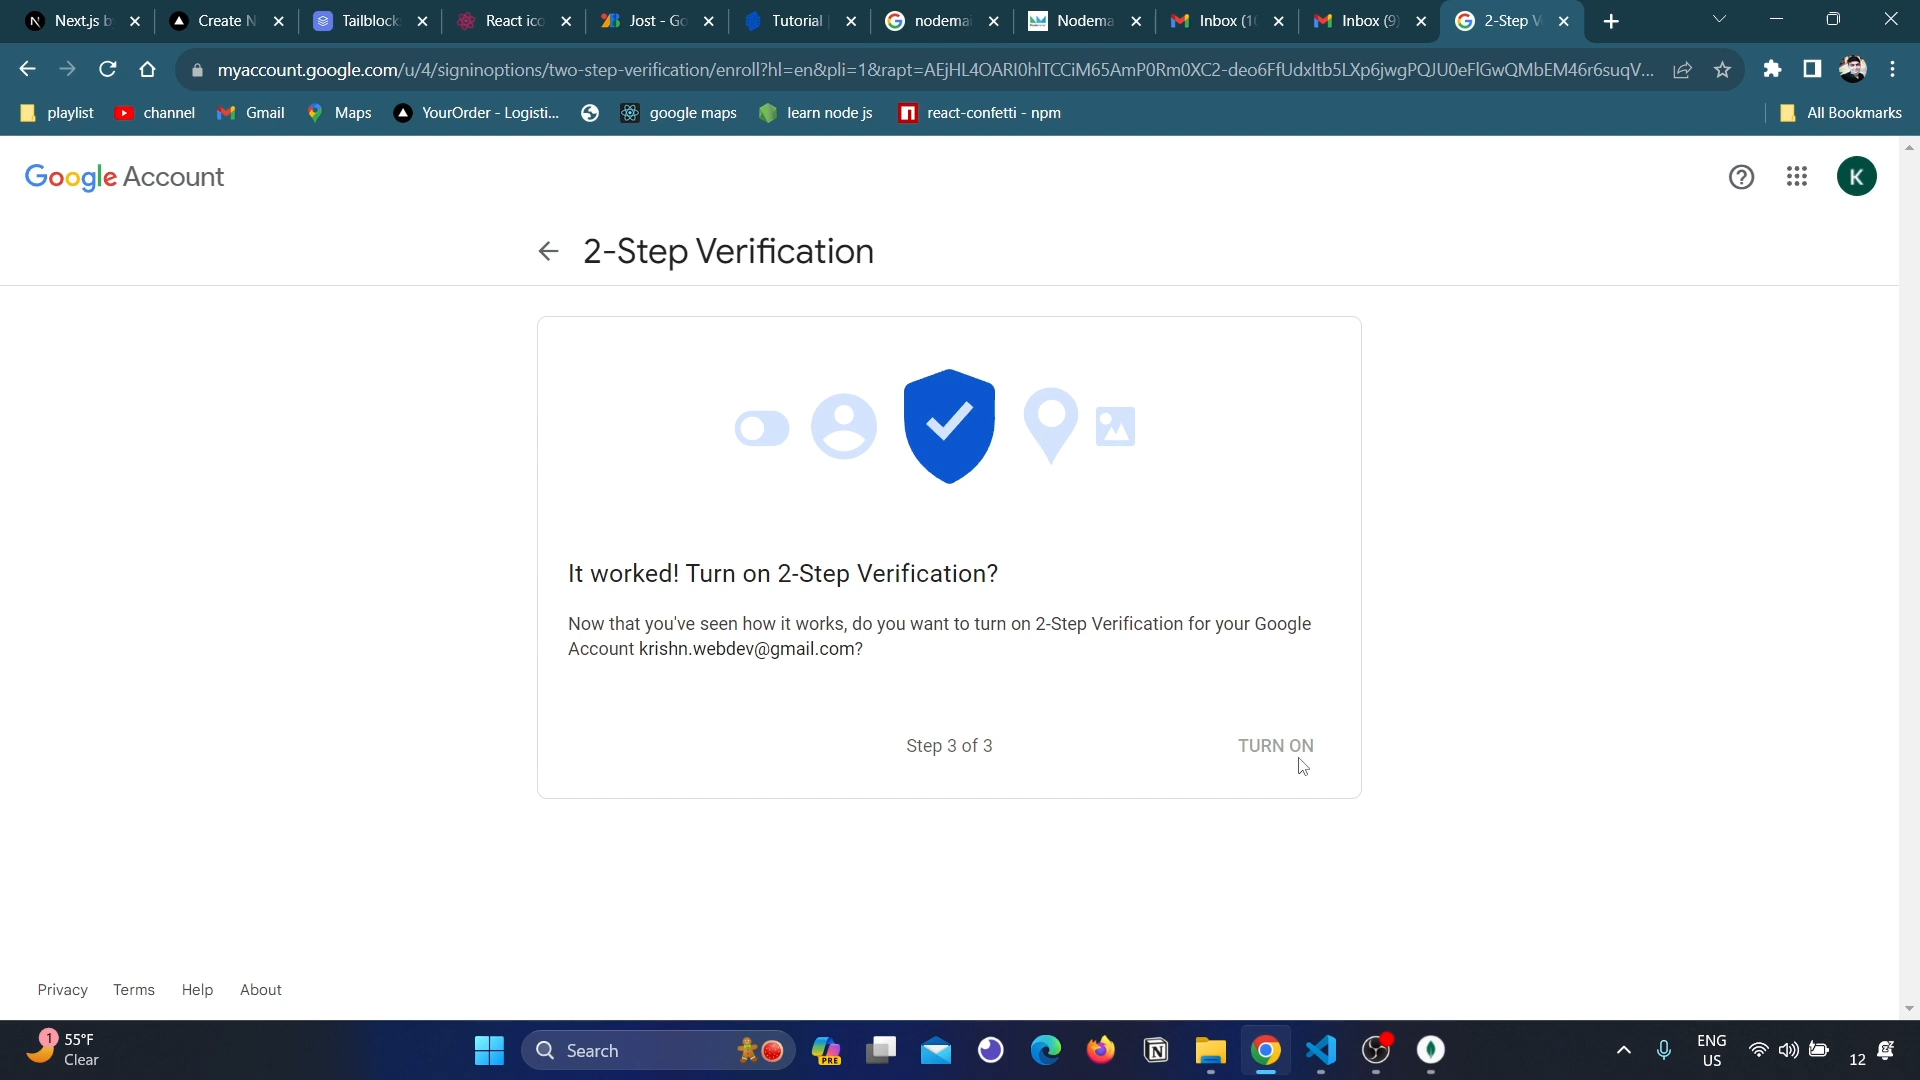 Next.js b
Create N
Tailblock
React ico
Jost - Go
Tutorial
nodemai
Nodema
Inbox (10
Inbox (9)
2-Step V
myaccount.google.com/u/4/signinoptions/two-step-verification/enroll?hl=en&pli=1&rapt=AEjHL4OARI0hlTCCiM65AmP0Rm0XC2-deo6FfUdxItb5LXp6jwgPQJU0eFlGwQMbEM46r6suqV...
playlist
channel
Gmail
Maps
YourOrder - Logisti...
google maps
learn node js
react-confetti - npm
All Bookmarks
Google Account
K
2-Step Verification
It worked! Turn on 2-Step Verification?
Now that you've seen how it works, do you want to turn on 2-Step Verification for your Google
Account krishn.webdev@gmail.com?
Step 3 of 3
TURN ON
Privacy
Terms
Help
About
1
55°F
Clear
Search
PRE
ENG
US
12